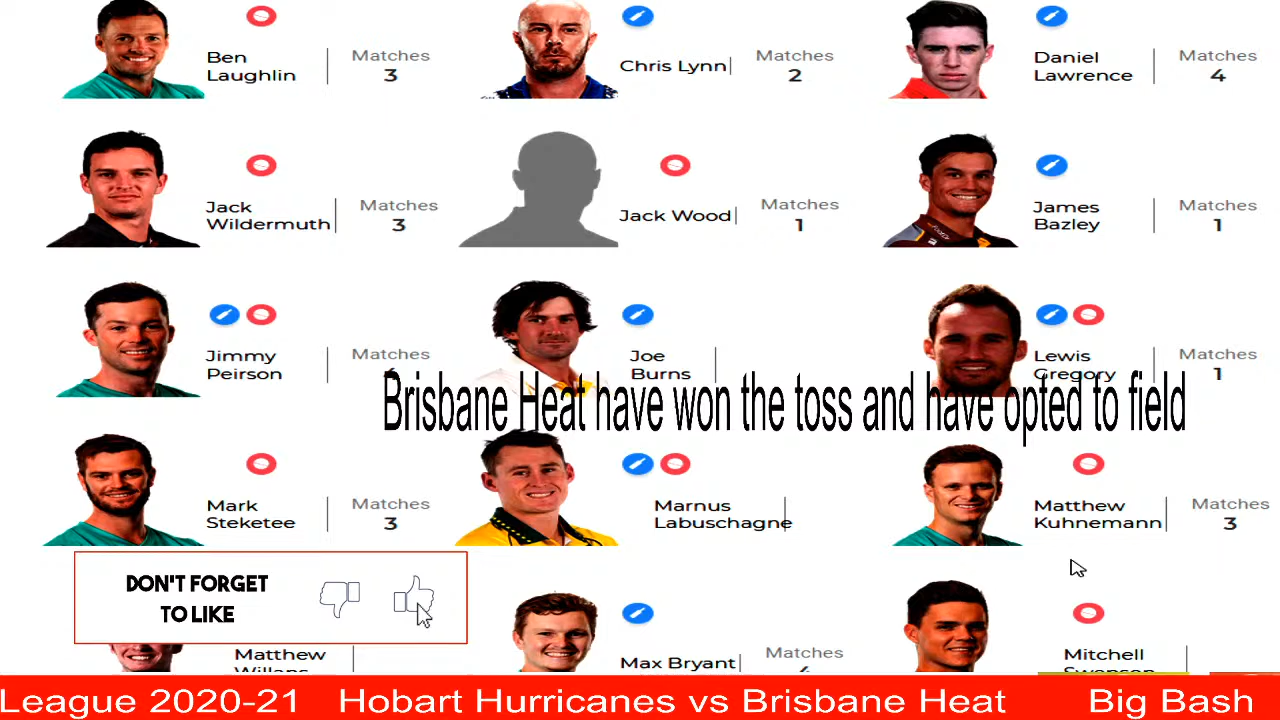 Ben
Laughlin
Matches
3
Chris Lynn
Matches
2
Daniel
Lawrence
Matches
4
Jack
Wildermuth
Matches
3
Jack Wood
Matches
1
James
Bazley
Matches
1
Jimmy
Peirson
Matches
Joe
Burns
Lewis
Gregory
Matches
1
Brisbane Heat have won the toss and have opted to field
Mark
Steketee
Matches
3
Marnus
Labuschagne
Matthew
Kuhnemann
Matches
3
DON'T FORGET
TO LIKE
Matthew
Max Bryant
Matches
Mitchell
League 2020-21 Hobart Hurricanes vs Brisbane Heat Big Bash